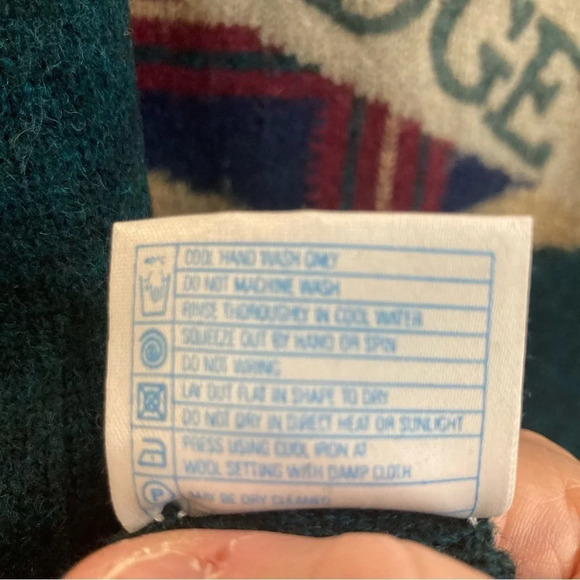 DGE
40°C
COOL HAND WASH ONLY
DO NOT MACHINE WASH
RINSE THOROUGHLY IN COOL WATER
SQUEEZE OUT BY HAND OR SPIN
DO NOT WRING
LAY OUT FLAT IN SHAPE TO DRY
DO NOT DRY IN DIRECT HEAT OR SUNLIGHT
PRESS USING COOL IRON AT
WOOL SETTING WITH DAMP CLOTH
P
MAY BE DRY CLEANED